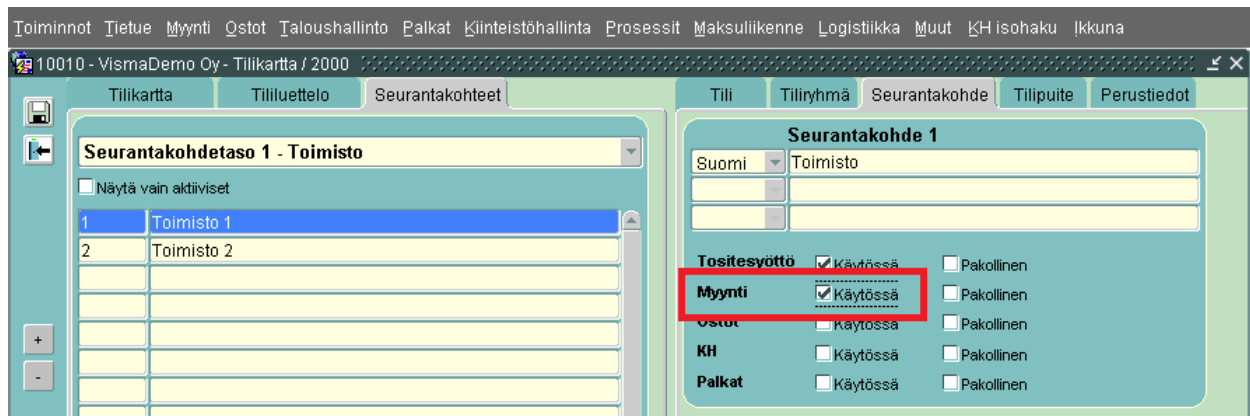 Toiminnot Tietue Myynti Ostot Taloushallinto Palkat Kiinteistöhallinta Prosessit Maksuliikenne Logistiikka Muut KH isohaku Ikkuna
10010 - VismaDemo Oy - Tilikartta / 2000
Tilikartta Tililuettelo Seurantakohteet
Seurantakohdetaso 1 - Toimisto
Näytä vain aktiiviset
1 Toimisto 1
2 Toimisto 2
+
-
Tili Tiliryhmä Seurantakohde Tilipuite Perustiedot
Seurantakohde 1
Suomi Toimisto
Tositesyöttö Käytössä Pakollinen
Myynti Käytössä Pakollinen
Ostot Käytössä Pakollinen
KH Käytössä Pakollinen
Palkat Käytössä Pakollinen